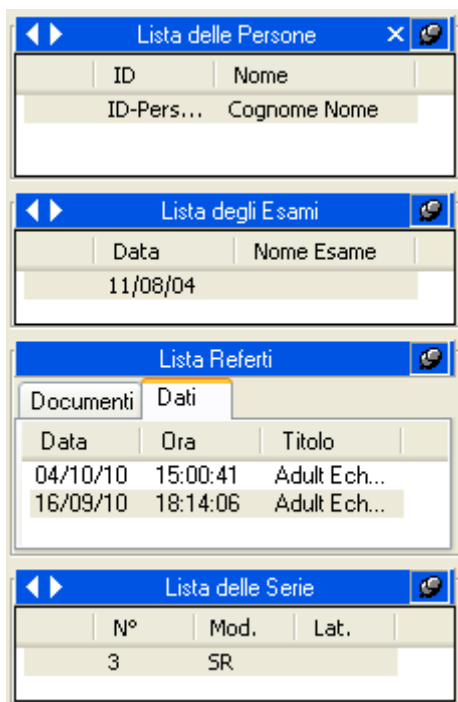 Lista delle Persone
ID Nome
ID-Pers... Cognome Nome
Lista degli Esami
Data Nome Esame
11/08/04
Lista Referti
Documenti Dati
Data Ora Titolo
04/10/10 15:00:41 Adult Ech...
16/09/10 18:14:06 Adult Ech...
Lista delle Serie
N° Mod. Lat.
3 SR